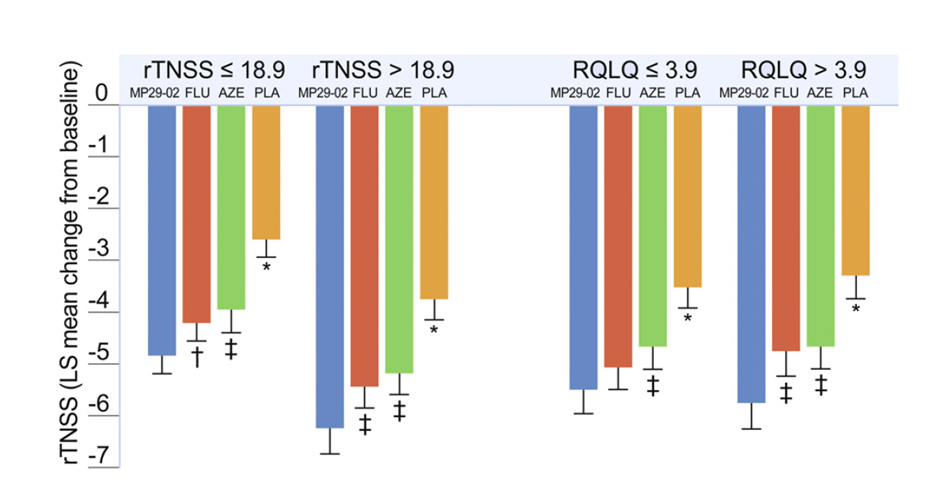 rTNSS ≤ 18.9 rTNSS > 18.9 RQLQ ≤ 3.9 RQLQ > 3.9
MP29-02 FLU AZE PLA MP29-02 FLU AZE PLA MP29-02 FLU AZE PLA MP29-02 FLU AZE PLA
rTNSS (LS mean change from baseline)
0
-1
-2
-3
-4
-5
-6
-7
* * * *
† ‡ ‡ ‡ ‡ ‡ ‡